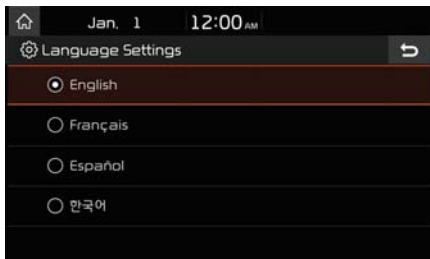 Jan. 1 12:00 AM
Language Settings
English
Français
Español
한국어